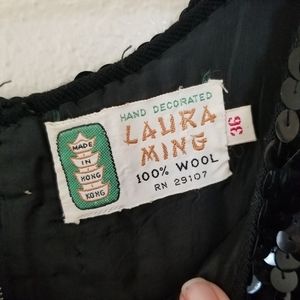 HAND DECORATED
LAURA
MING
100% WOOL
RN 29107
MADE
IN
HONG
KONG
36